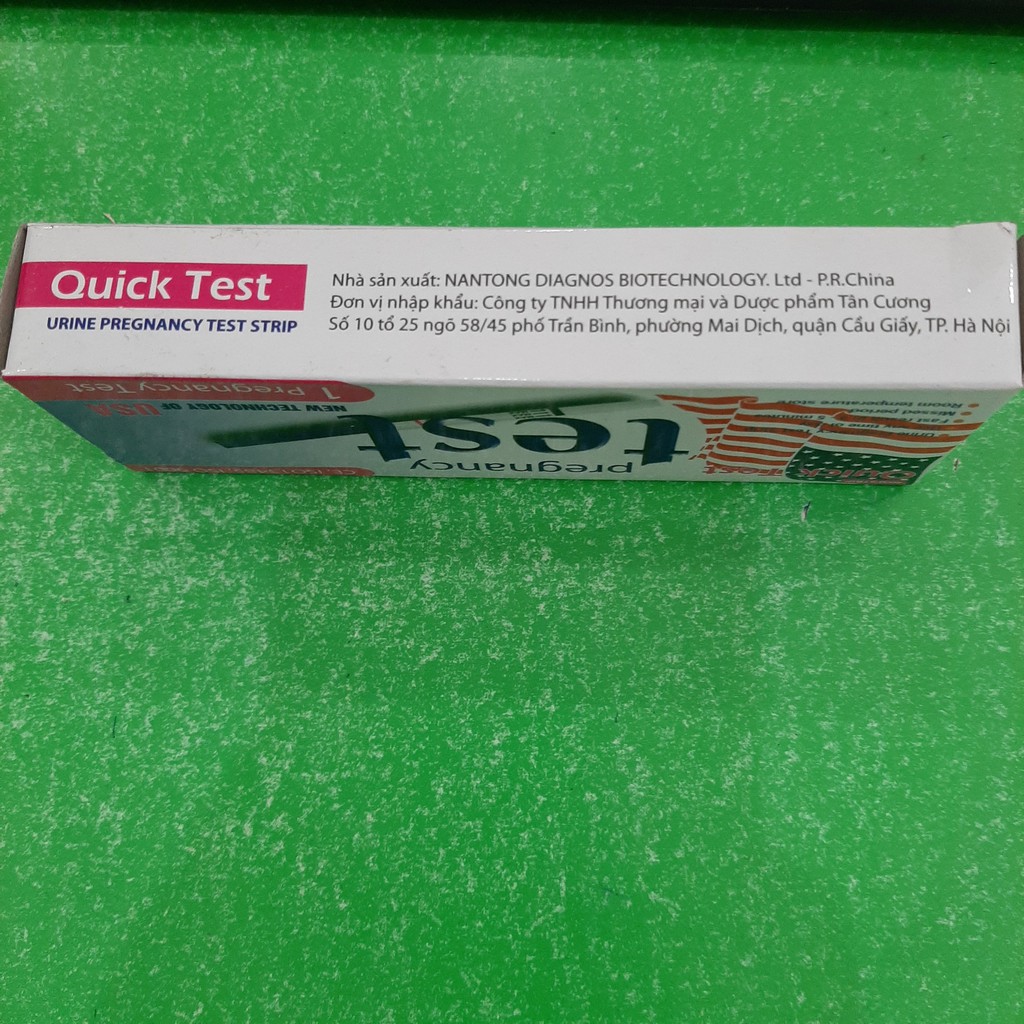 Quick Test
URINE PREGNANCY TEST STRIP
Nhà sản xuất: NANTONG DIAGNOS BIOTECHNOLOGY. Ltd - P.R.China
Đơn vị nhập khẩu: Công ty TNHH Thương mại và Dược phẩm Tân Cương
Số 10 tổ 25 ngõ 58/45 phố Trần Bình, phường Mai Dịch, quận Cầu Giấy, TP. Hà Nội
Quick
Test
pregnancy
test
Missed period
Room temperature store
NEW TECHNOLOGY OF USA
1 Pregnancy Test